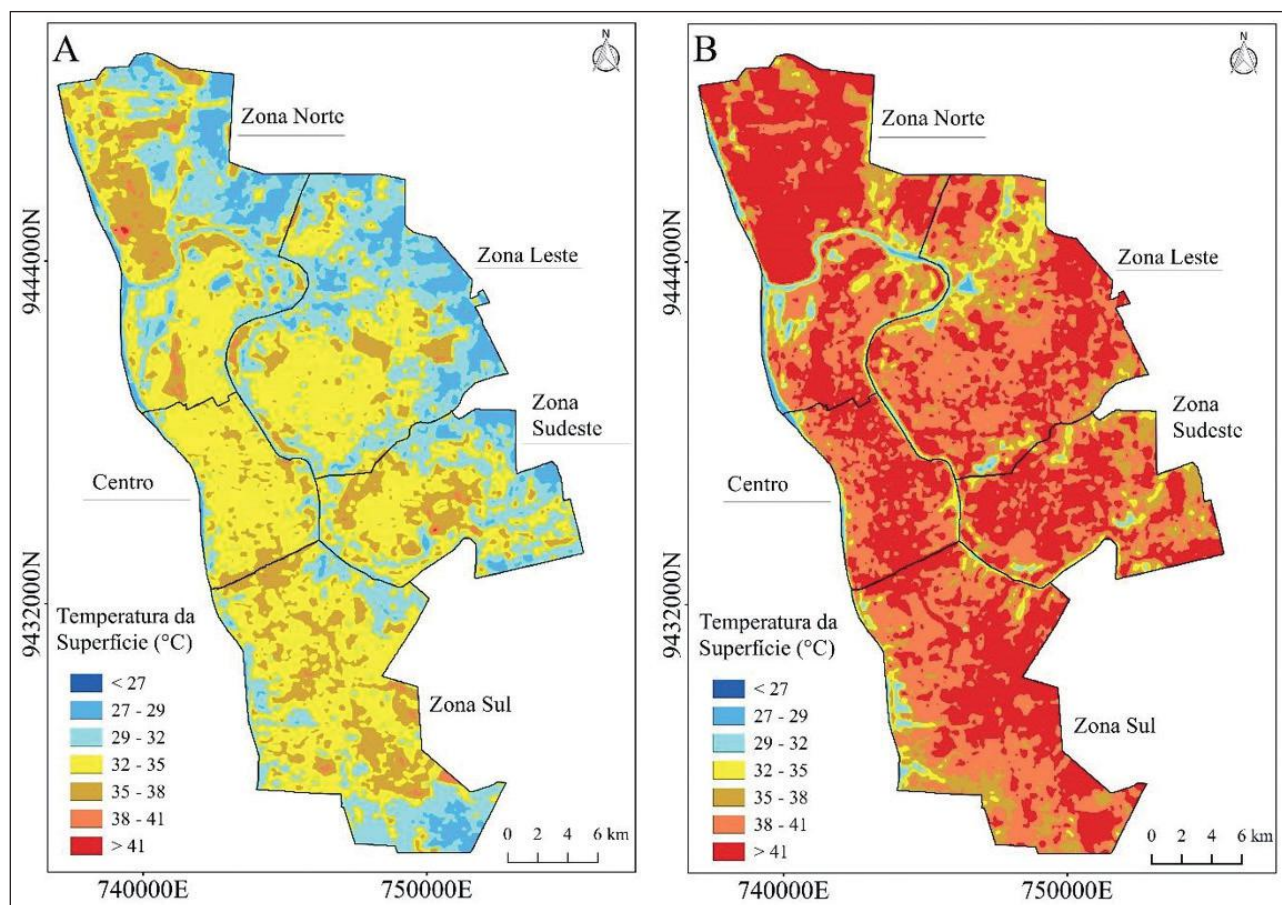 A
N
Zona Norte
9444000N
Zona Leste
Zona
Sudeste
Centro
9432000N
Temperatura da
Superfície (°C)
< 27
27 - 29
29 - 32
32 - 35
35 - 38
38 - 41
> 41
Zona Sul
0 2 4 6 km
740000E 750000E
B
N
Zona Norte
9444000N
Zona Leste
Zona
Sudeste
Centro
9432000N
Temperatura da
Superfície (°C)
< 27
27 - 29
29 - 32
32 - 35
35 - 38
38 - 41
> 41
Zona Sul
0 2 4 6 km
740000E 750000E